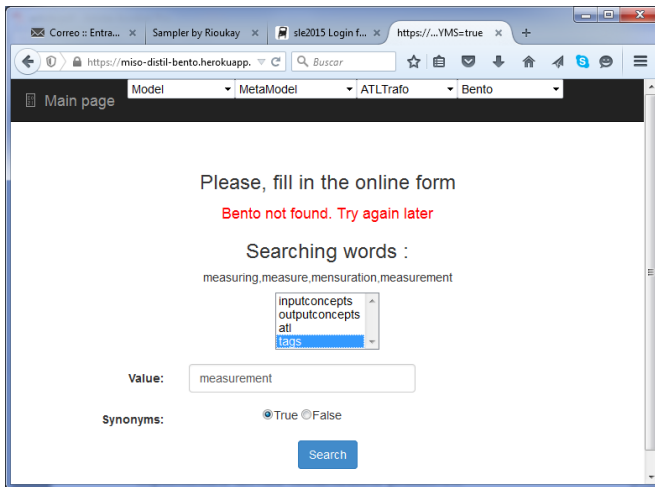 Correo :: Entra... × Sampler by Rioukay × sle2015 Login f... × https://...YMS=true × +
https://miso-distil-bento.herokuapp. Buscar
Main page Model MetaModel ATLTrafo Bento
Please, fill in the online form
Bento not found. Try again later
Searching words :
measuring,measure,mensuration,measurement
inputconcepts
outputconcepts
atl
tags
Value: measurement
Synonyms: True False
Search